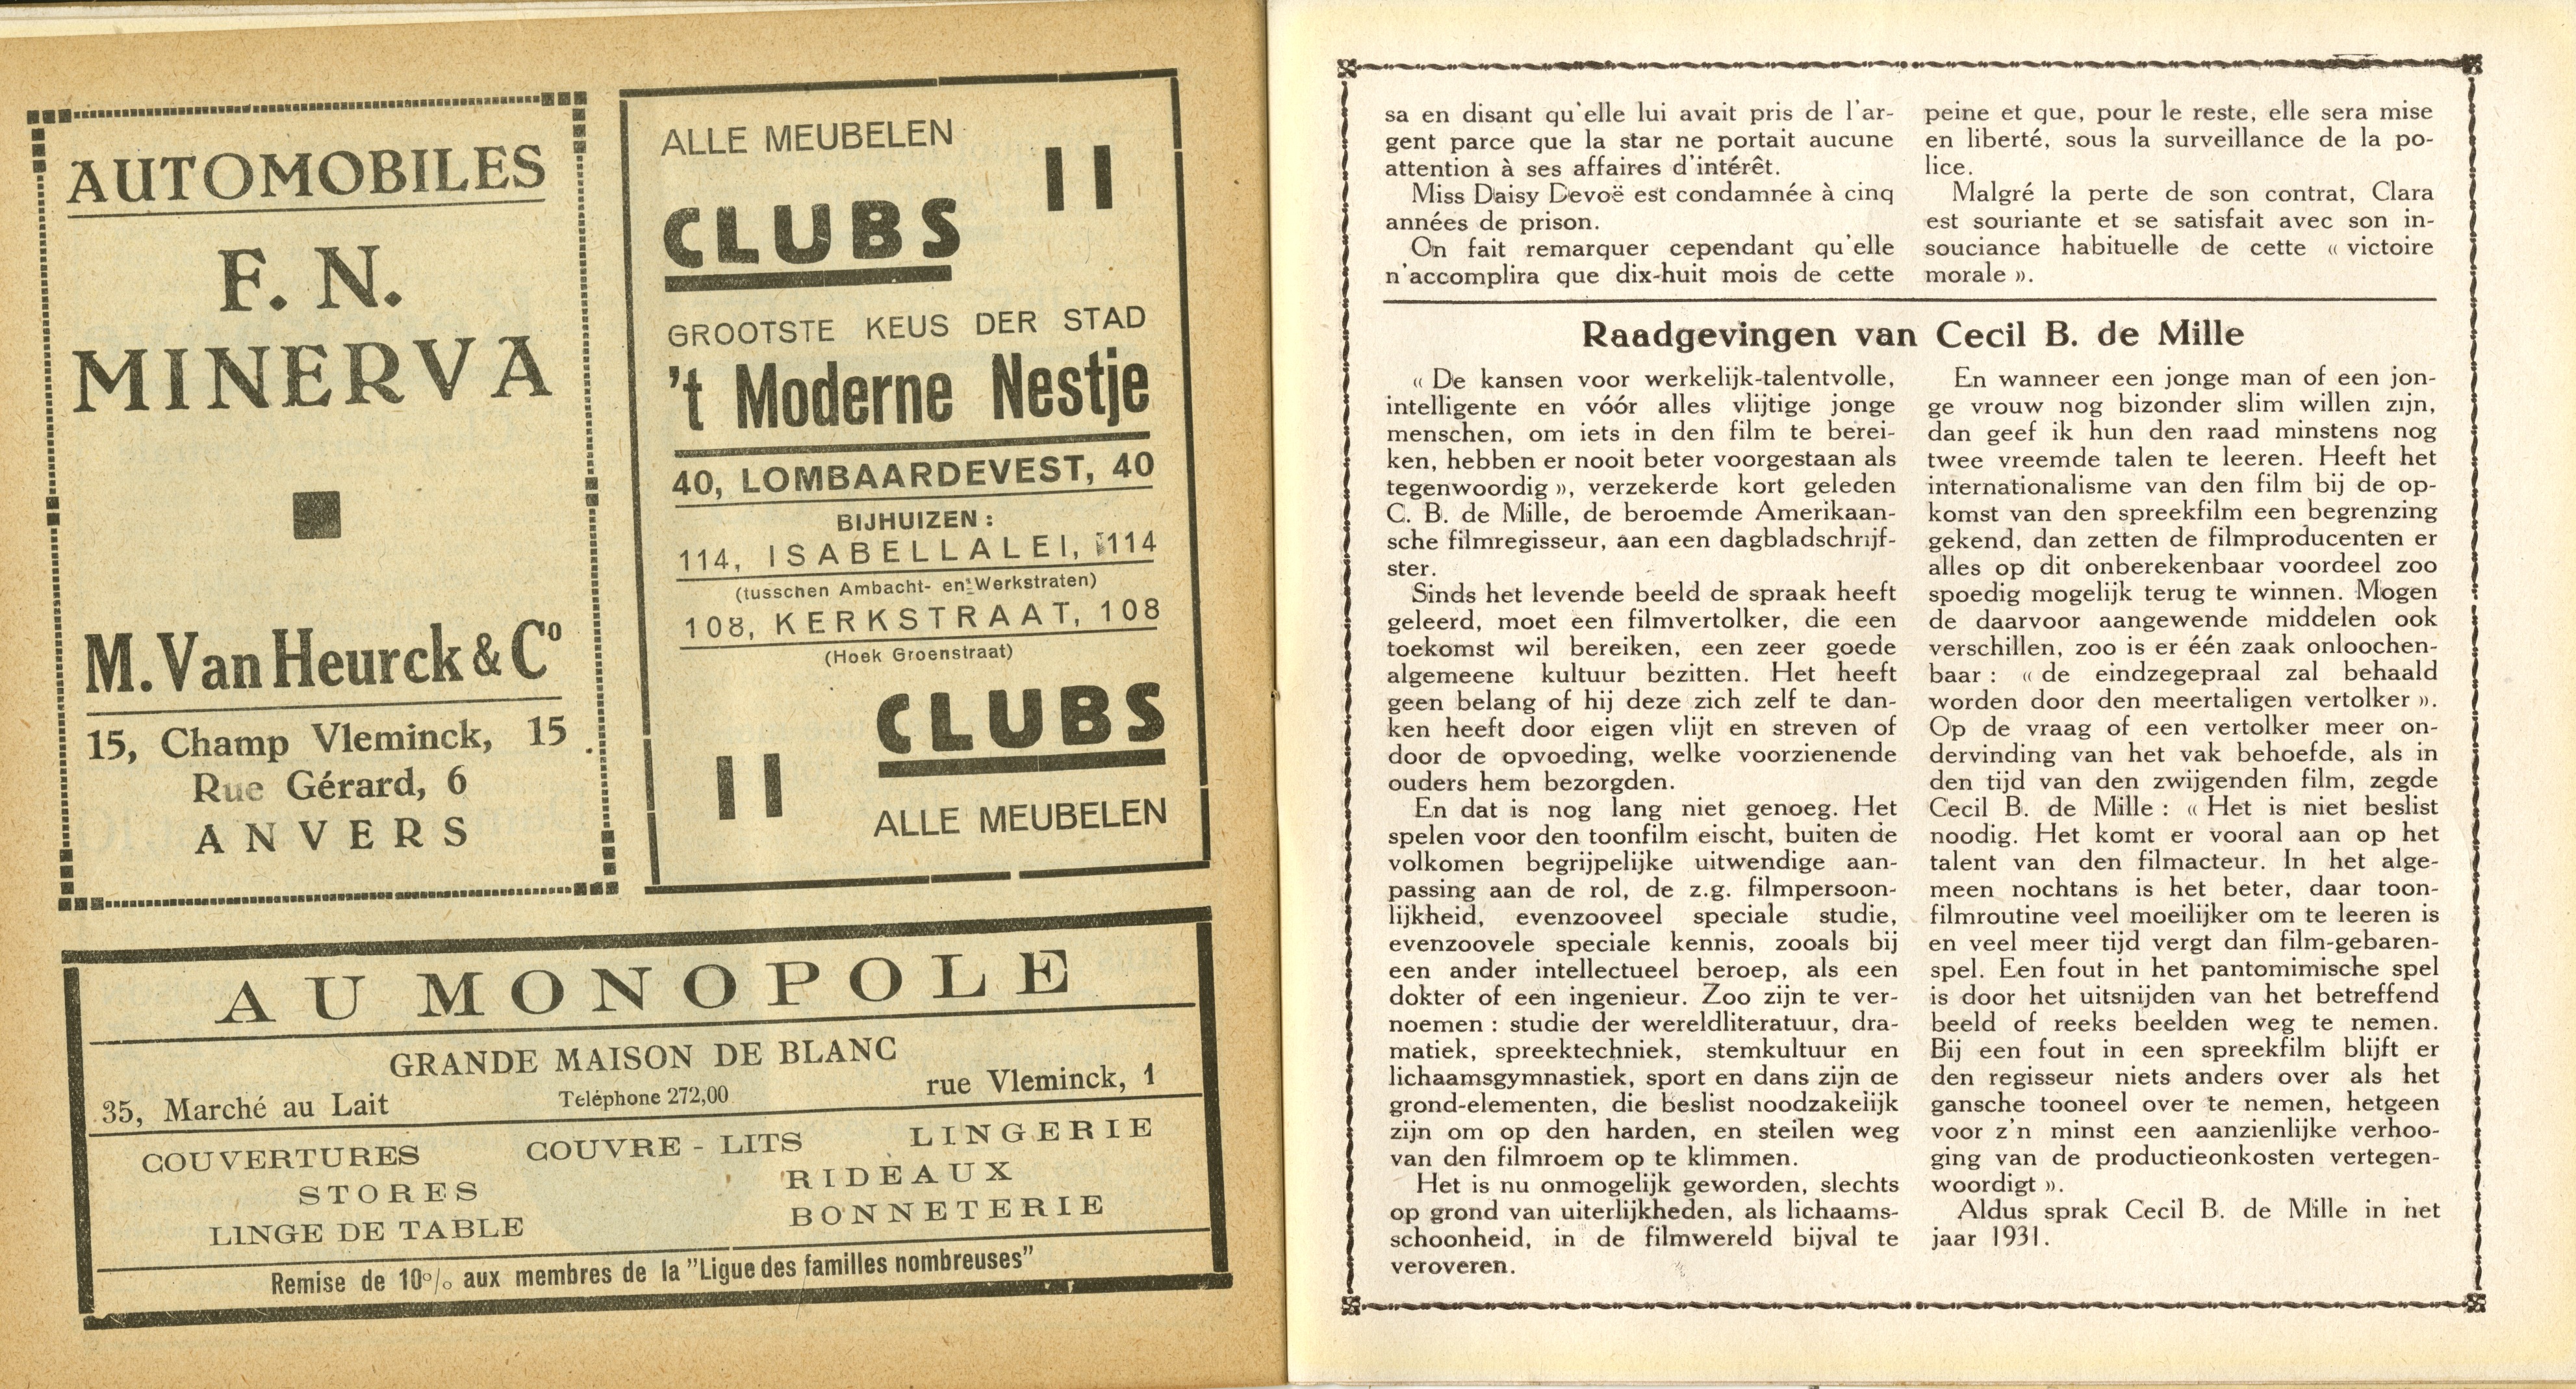 AUTOMOBILES
F. N.
MINERVA
M. Van Heurck & Cº
15, Champ Vleminck, 15
Rue Gérard, 6
ANVERS
ALLE MEUBELEN
CLUBS
GROOTSTE KEUS DER STAD
't Moderne Nestje
40, LOMBAARDEVEST, 40
BIJHUIZEN :
114, ISABELLALEI, 114
(tusschen Ambacht- en Werkstraten)
108, KERKSTRAAT, 108
(Hoek Groenstraat)
CLUBS
ALLE MEUBELEN
AU MONOPOLE
GRANDE MAISON DE BLANC
35, Marché au Lait Teléphone 272,00 rue Vleminck, 1
COUVERTURES COUVRE - LITS LINGERIE
STORES RIDEAUX
LINGE DE TABLE BONNETERIE
Remise de 10% aux membres de la "Ligue des familles nombreuses"
sa en disant qu'elle lui avait pris de l'ar-
gent parce que la star ne portait aucune
attention à ses affaires d'intérêt.
Miss Daisy Devoë est condamnée à cinq
années de prison.
On fait remarquer cependant qu'elle
n'accomplira que dix-huit mois de cette
peine et que, pour le reste, elle sera mise
en liberté, sous la surveillance de la po-
lice.
Malgré la perte de son contrat, Clara
est souriante et se satisfait avec son in-
souciance habituelle de cette « victoire
morale ».
Raadgevingen van Cecil B. de Mille
« De kansen voor werkelijk-talentvolle,
intelligente en vóór alles vlijtige jonge
menschen, om iets in den film te berei-
ken, hebben er nooit beter voorgestaan als
tegenwoordig », verzekerde kort geleden
C. B. de Mille, de beroemde Amerikaan-
sche filmregisseur, aan een dagbladschrijf-
ster.
Sinds het levende beeld de spraak heeft
geleerd, moet een filmvertolker, die een
toekomst wil bereiken, een zeer goede
algemeene kultuur bezitten. Het heeft
geen belang of hij deze zich zelf te dan-
ken heeft door eigen vlijt en streven of
door de opvoeding, welke voorzienende
ouders hem bezorgden.
En dat is nog lang niet genoeg. Het
spelen voor den toonfilm eischt, buiten de
volkomen begrijpelijke uitwendige aan-
passing aan de rol, de z.g. filmpersoon-
lijkheid, evenzooveel speciale studie,
evenzoovele speciale kennis, zooals bij
een ander intellectueel beroep, als een
dokter of een ingenieur. Zoo zijn te ver-
noemen : studie der wereldliteratuur, dra-
matiek, spreektechniek, stemkultuur en
lichaamsgymnastiek, sport en dans zijn de
grond-elementen, die beslist noodzakelijk
zijn om op den harden, en steilen weg
van den filmroem op te klimmen.
Het is nu onmogelijk geworden, slechts
op grond van uiterlijkheden, als lichaams-
schoonheid, in de filmwereld bijval te
veroveren.
En wanneer een jonge man of een jon-
ge vrouw nog bizonder slim willen zijn,
dan geef ik hun den raad minstens nog
twee vreemde talen te leeren. Heeft het
internationalisme van den film bij de op-
komst van den spreekfilm een begrenzing
gekend, dan zetten de filmproducenten er
alles op dit onberekenbaar voordeel zoo
spoedig mogelijk terug te winnen. Mogen
de daarvoor aangewende middelen ook
verschillen, zoo is er één zaak onloochen-
baar : « de eindzegepraal zal behaald
worden door den meertaligen vertolker ».
Op de vraag of een vertolker meer on-
dervinding van het vak behoefde, als in
den tijd van den zwijgenden film, zegde
Cecil B. de Mille : « Het is niet beslist
noodig. Het komt er vooral aan op het
talent van den filmacteur. In het alge-
meen nochtans is het beter, daar toon-
filmroutine veel moeilijker om te leeren is
en veel meer tijd vergt dan film-gebaren-
spel. Een fout in het pantomimische spel
is door het uitsnijden van het betreffend
beeld of reeks beelden weg te nemen.
Bij een fout in een spreekfilm blijft er
den regisseur niets anders over als het
gansche tooneel over te nemen, hetgeen
voor z'n minst een aanzienlijke verhoo-
ging van de productieonkosten vertegen-
woordigt ».
Aldus sprak Cecil B. de Mille in het
jaar 1931.